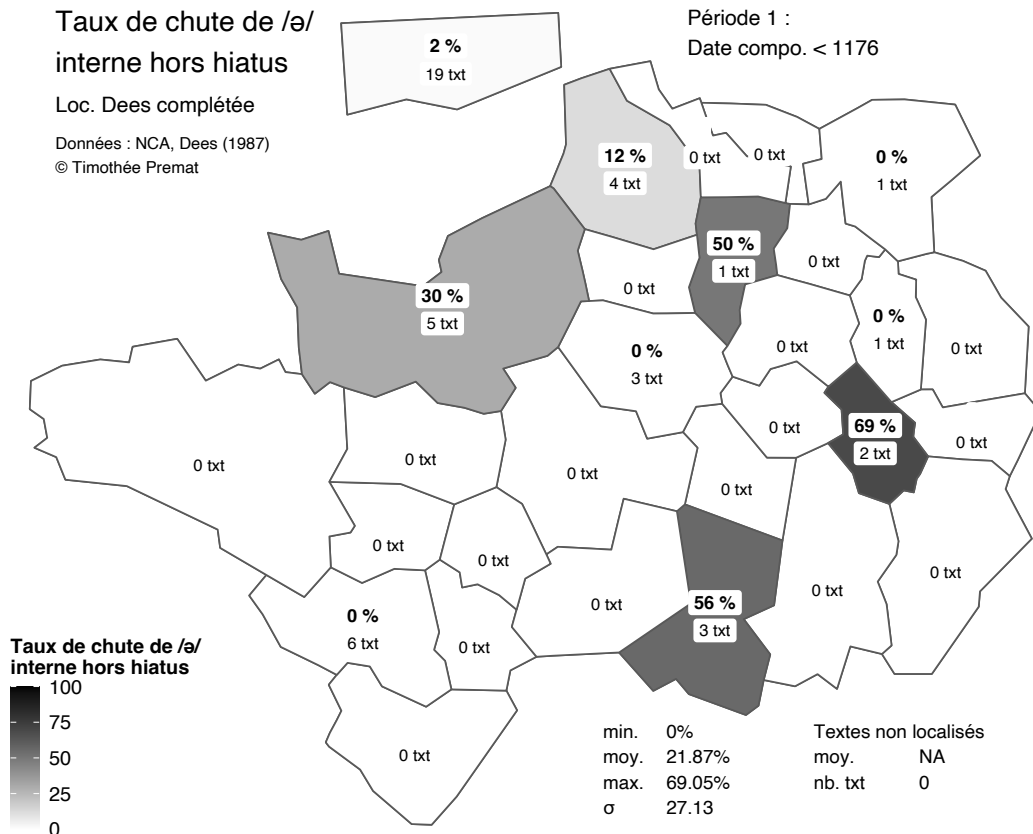 Taux de chute de /ə/
interne hors hiatus
Loc. Dees complétée
Données : NCA, Dees (1987)
© Timothée Premat
Période 1 :
Date compo. < 1176
2 %
19 txt
12 %
4 txt
0 txt
0 txt
0 %
1 txt
50 %
1 txt
0 txt
0 txt
30 %
5 txt
0 %
3 txt
0 txt
0 %
1 txt
0 txt
69 %
2 txt
0 txt
0 txt
0 txt
0 txt
0 txt
0 txt
0 txt
0 txt
0 txt
0 txt
0 txt
56 %
3 txt
0 %
6 txt
0 txt
0 txt
Taux de chute de /ə/
interne hors hiatus
100
75
50
25
0
min. 0%
moy. 21.87%
max. 69.05%
σ 27.13
Textes non localisés
moy. NA
nb. txt 0